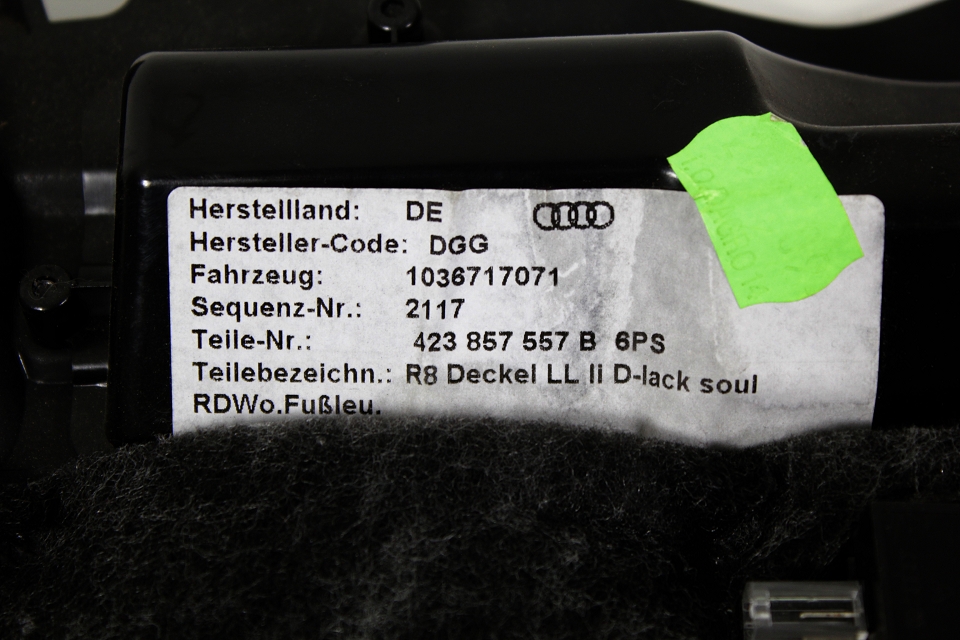 Herstellland: DE
Hersteller-Code: DGG
Fahrzeug: 1036717071
Sequenz-Nr.: 2117
Teile-Nr.: 423 857 557 B 6PS
Teilebezeichn.: R8 Deckel LL li D-lack soul
RDWo.Fußleu.